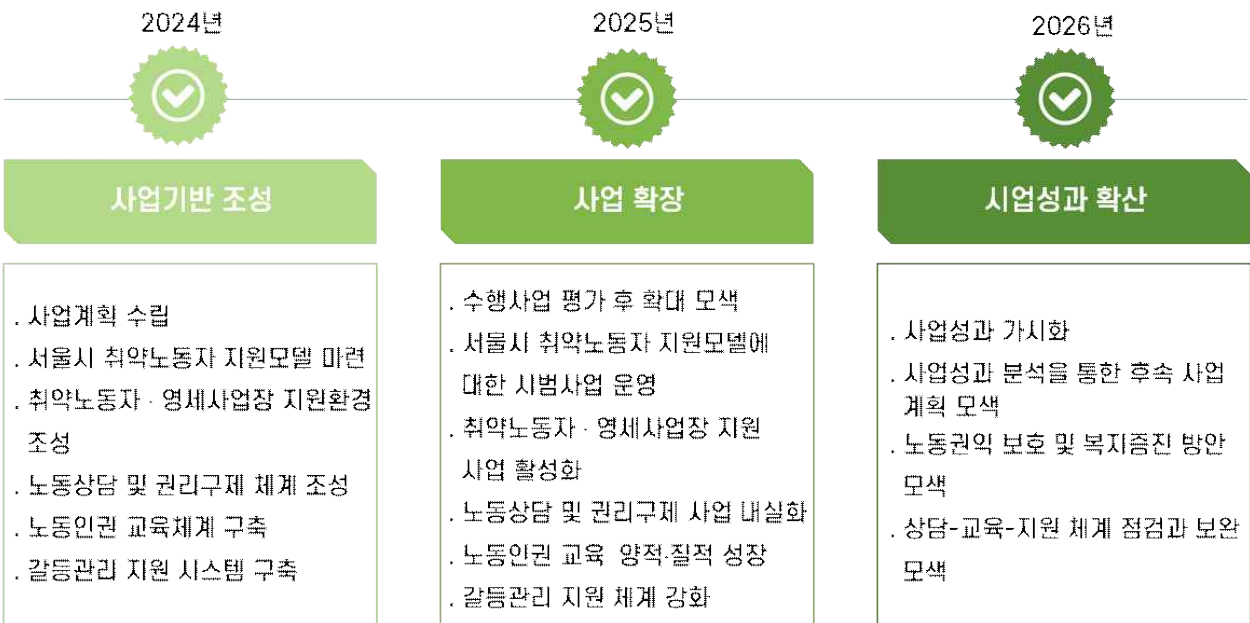 2024년
2025년
2026년
사업기반 조성
사업 확장
시업성과 확산
. 사업계획 수립
. 서울시 취약노동자 지원모델 마련
. 취약노동자 · 영세사업장 지원환경
조성
. 노동상담 및 권리구제 체계 조성
. 노동인권 교육체계 구축
. 갈등관리 지원 시스템 구축
. 수행사업 평가 후 확대 모색
. 서울시 취약노동자 지원모델에
대한 시범사업 운영
. 취약노동자 · 영세사업장 지원
사업 활성화
. 노동상담 및 권리구제 사업 내실화
. 노동인권 교육 양적·질적 성장
. 갈등관리 지원 체계 강화
. 사업성과 가시화
. 사업성과 분석을 통한 후속 사업
계획 모색
. 노동권익 보호 및 복지증진 방안
모색
. 상담-교육-지원 체계 점검과 보완
모색